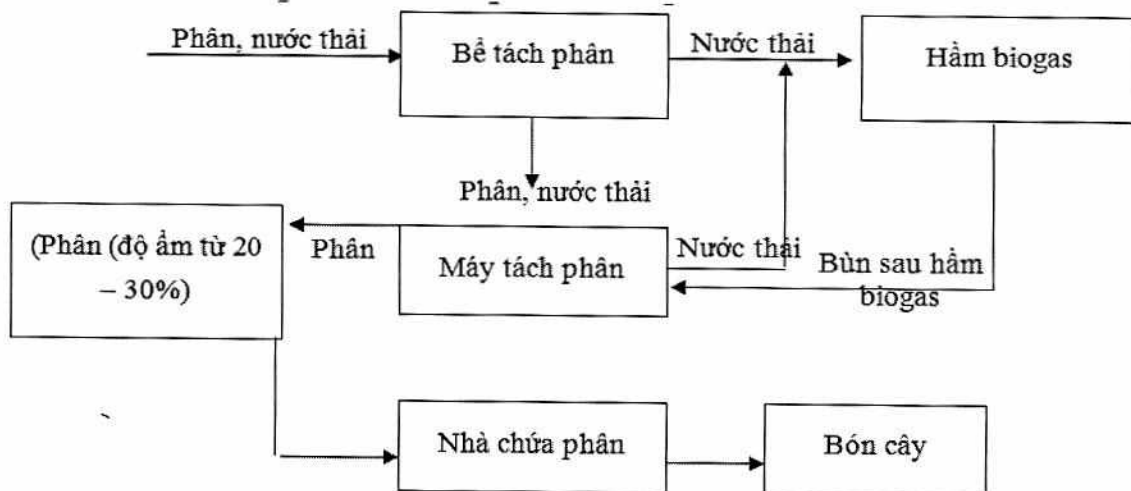 Phân, nước thải
Bể tách phân
Nước thải
Hầm biogas
Phân, nước thải
(Phân (độ ẩm từ 20
– 30%)
Phân
Máy tách phân
Nước thải
Bùn sau hầm
biogas
Nhà chứa phân
Bón cây